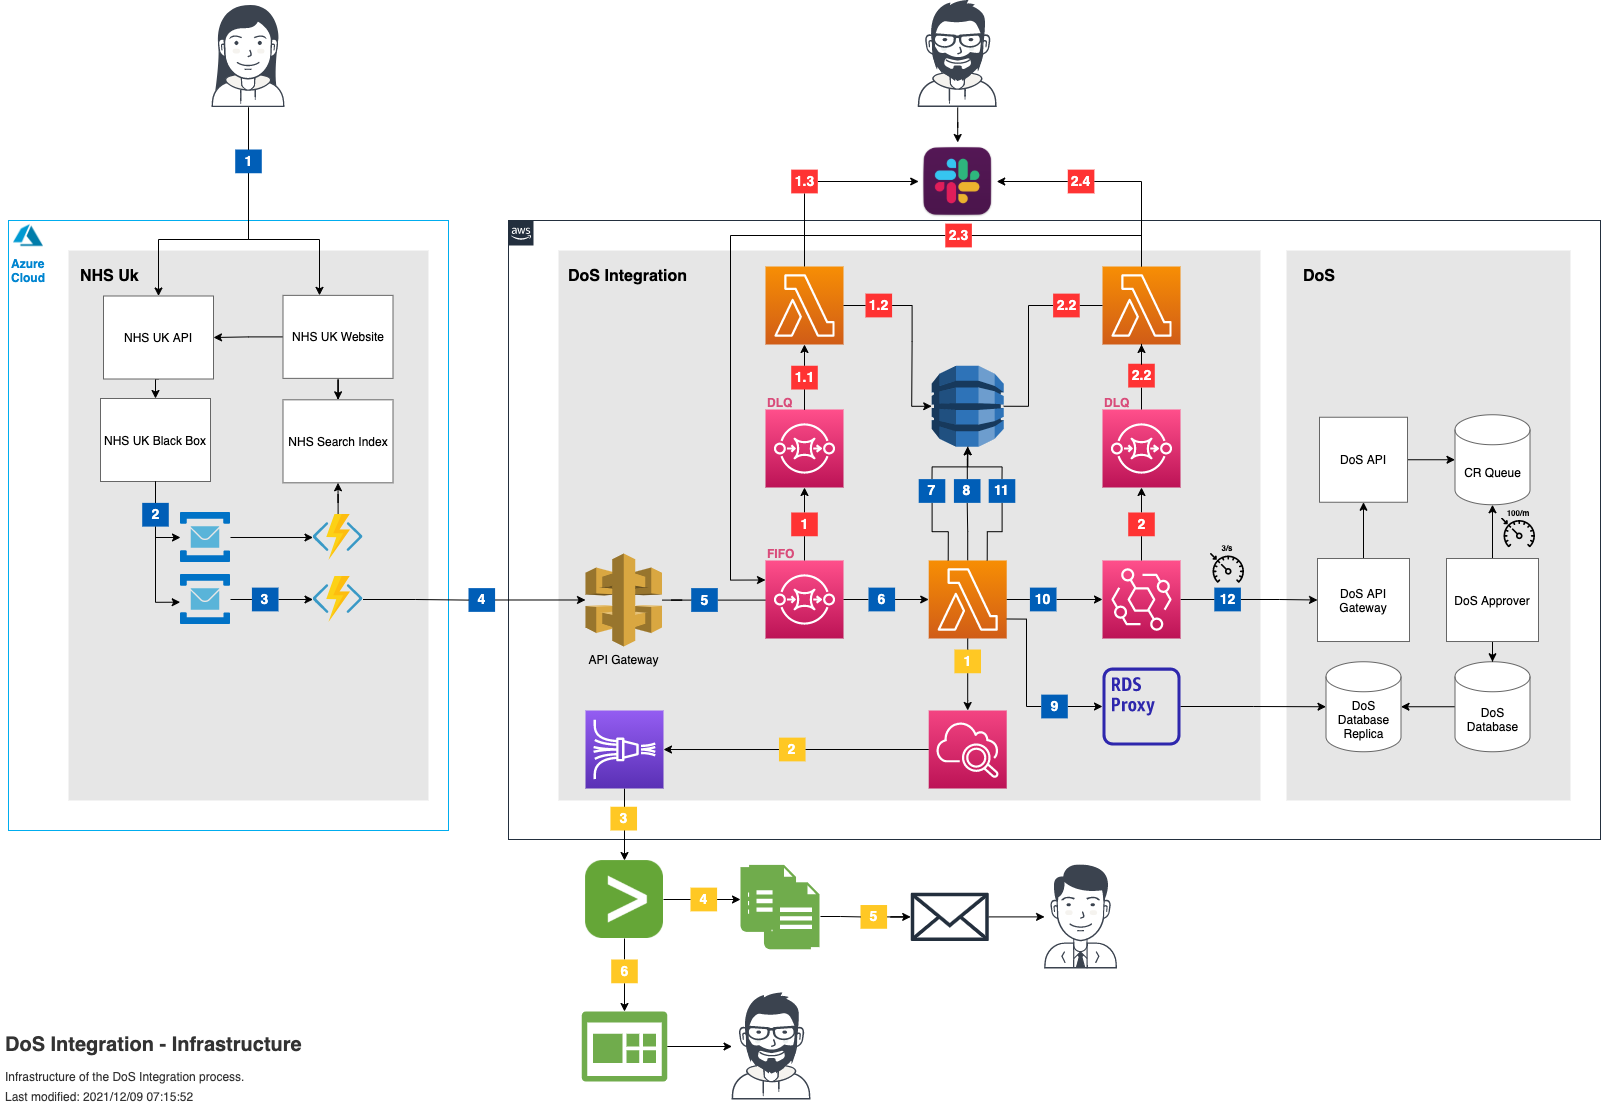 1
1.3
2.4
aws
2.3
Azure
Cloud
NHS Uk
DoS Integration
DoS
NHS UK API
NHS UK Website
1.2
2.2
1.1
2.2
DLQ
DLQ
NHS UK Black Box
NHS Search Index
DoS API
CR Queue
7
8
11
2
1
2
100/m
FIFO
3/s
3
4
5
6
10
12
DoS API
Gateway
DoS Approver
API Gateway
1
RDS
Proxy
9
DoS
Database
Replica
DoS
Database
2
3
4
5
6
DoS Integration - Infrastructure
Infrastructure of the DoS Integration process.
Last modified: 2021/12/09 07:15:52